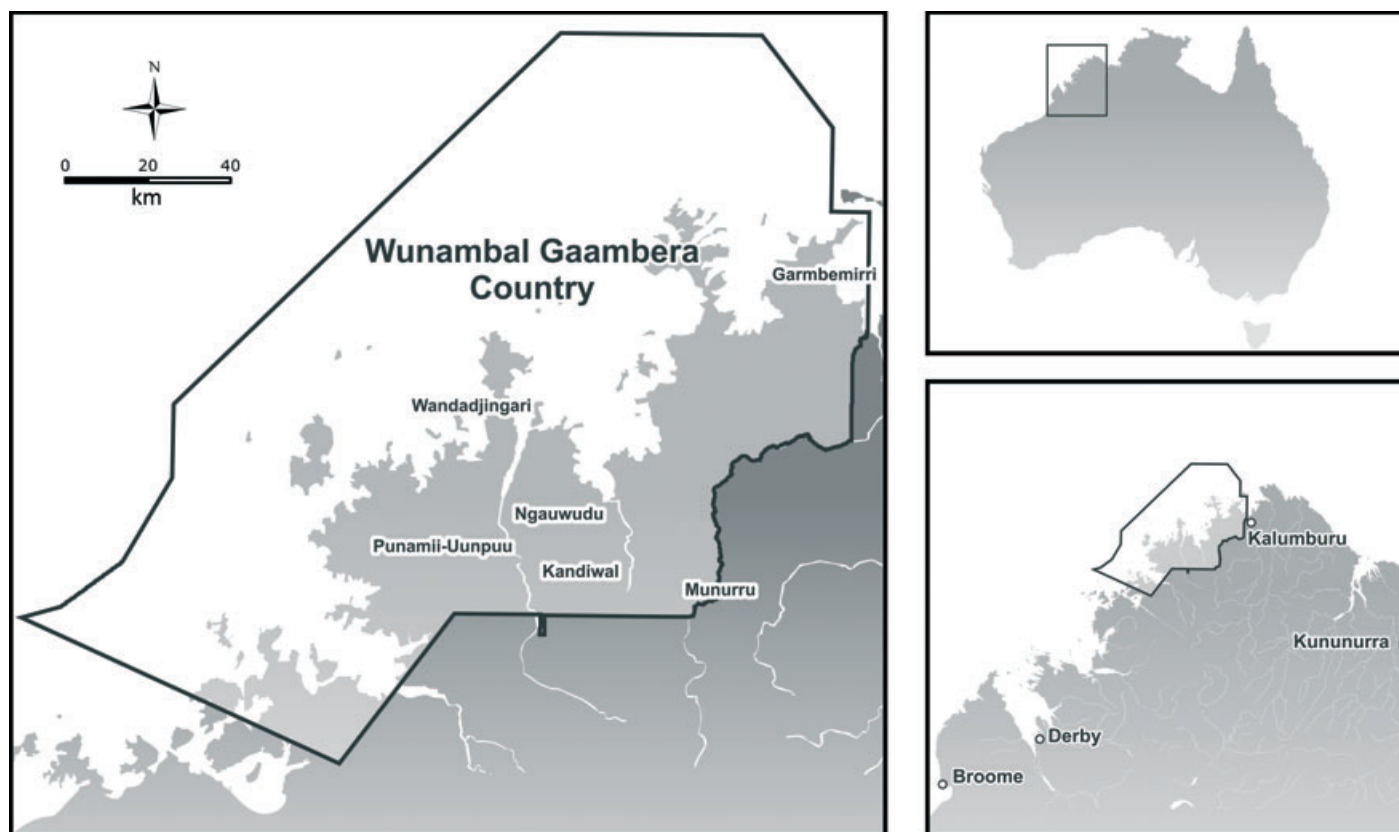 N
0 20 40
km
Wunambal Gaambera
Country
Garmbemirri
Wandadjingari
Ngauwudu
Punamii-Uunpuu
Kandiwal
Munurru
Kalumburu
Kununurra
Derby
Broome